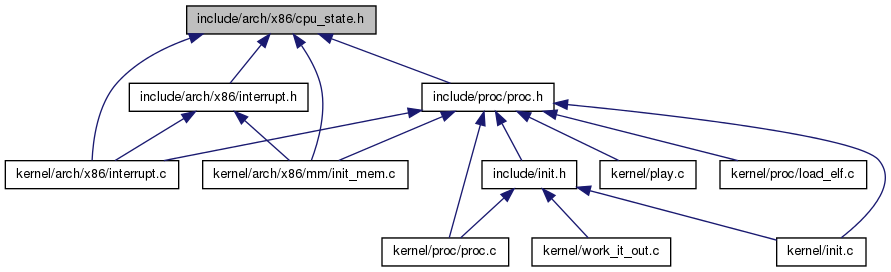 include/arch/x86/cpu_state.h
include/arch/x86/interrupt.h
include/proc/proc.h
kernel/arch/x86/interrupt.c
kernel/arch/x86/mm/init_mem.c
include/init.h
kernel/play.c
kernel/proc/load_elf.c
kernel/proc/proc.c
kernel/work_it_out.c
kernel/init.c